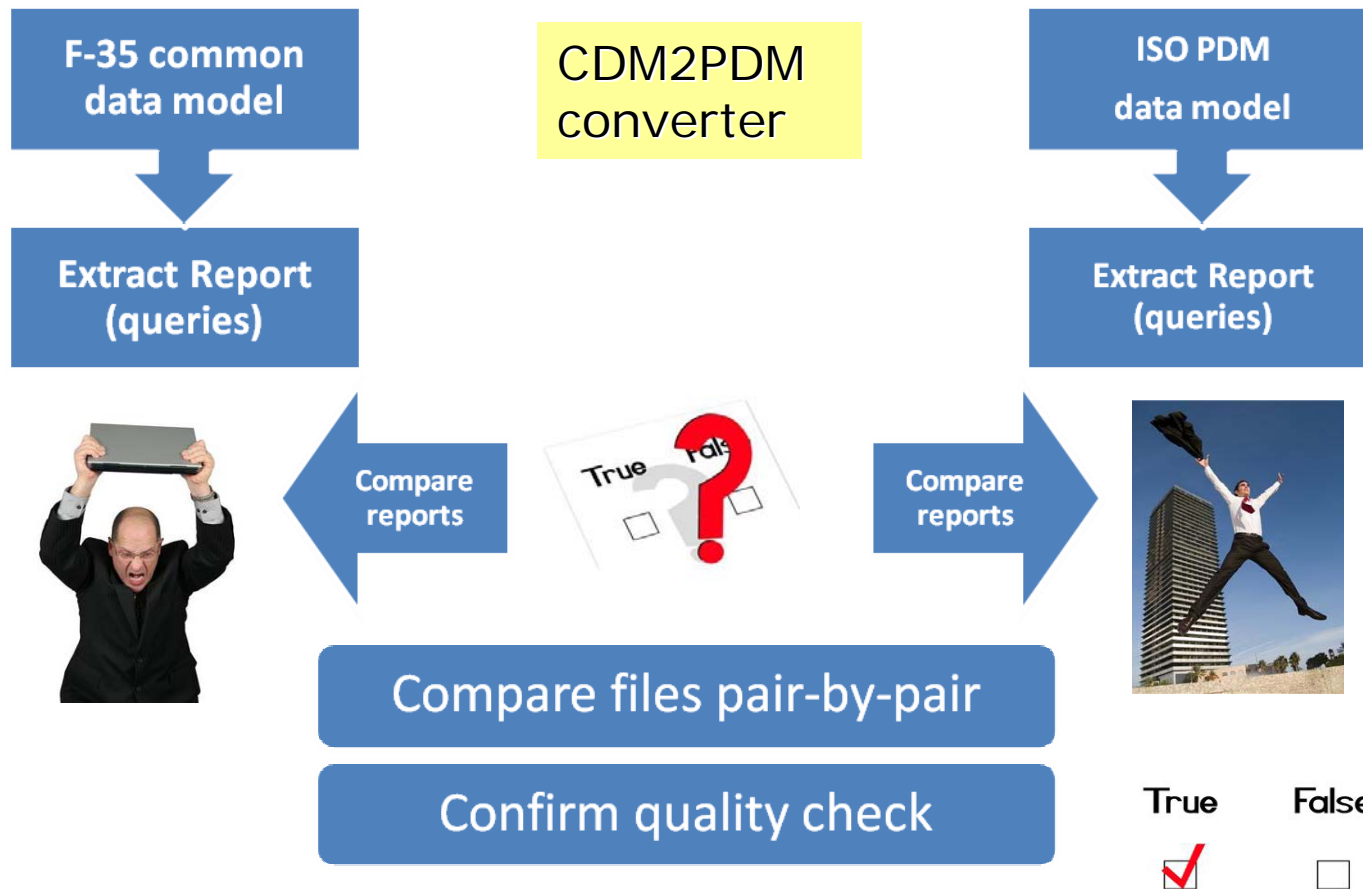 F-35 common
data model
CDM2PDM
converter
ISO PDM
data model
Extract Report
(queries)
Extract Report
(queries)
Compare
reports
True Fals
Compare
reports
Compare files pair-by-pair
Confirm quality check
True False